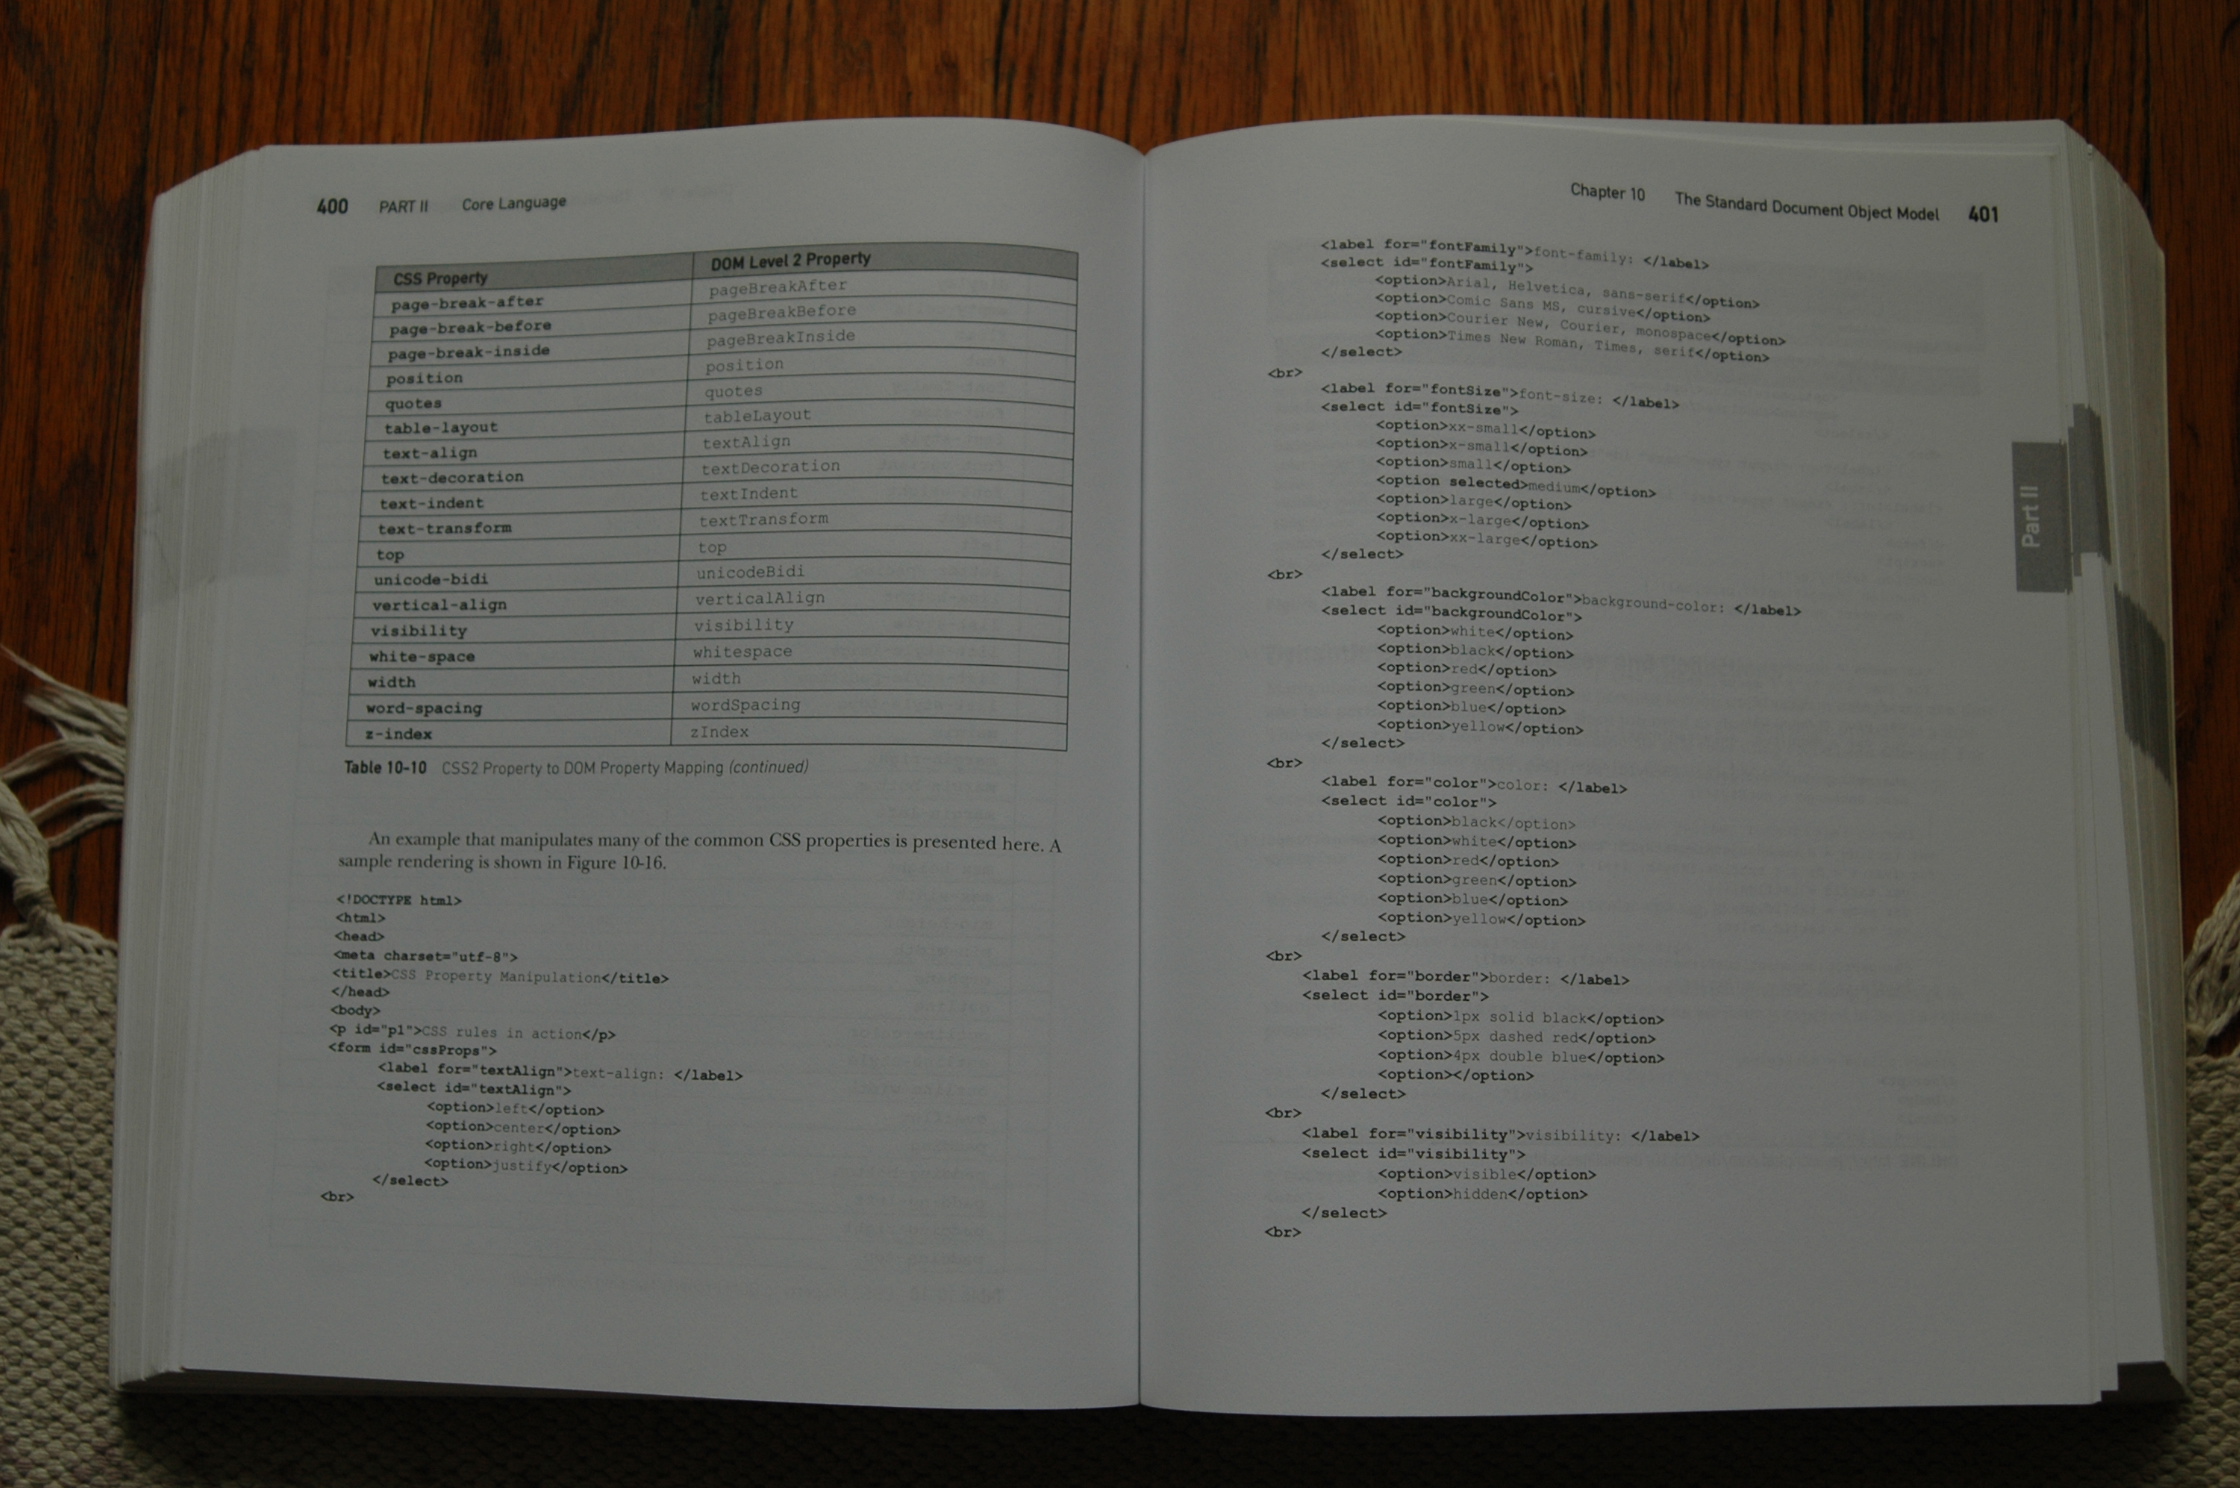 400 PART II Core Language
CSS Property DOM Level 2 Property
page-break-after pageBreakAfter
page-break-before pageBreakBefore
page-break-inside pageBreakInside
position position
quotes quotes
table-layout tableLayout
text-align textAlign
text-decoration textDecoration
text-indent textIndent
text-transform textTransform
top top
unicode-bidi unicodeBidi
vertical-align verticalAlign
visibility visibility
white-space whitespace
width width
word-spacing wordSpacing
z-index zIndex
Table 10-10 CSS2 Property to DOM Property Mapping (continued)
An example that manipulates many of the common CSS properties is presented here. A
sample rendering is shown in Figure 10-16.
<!DOCTYPE html>
<html>
<head>
<meta charset="utf-8">
<title>CSS Property Manipulation</title>
</head>
<body>
<p id="p1">CSS rules in action</p>
<form id="cssProps">
<label for="textAlign">text-align: </label>
<select id="textAlign">
<option>left</option>
<option>center</option>
<option>right</option>
<option>justify</option>
</select>
<br>
Chapter 10 The Standard Document Object Model 401
<label for="fontFamily">font-family: </label>
<select id="fontFamily">
<option>Arial, Helvetica, sans-serif</option>
<option>Comic Sans MS, cursive</option>
<option>Courier New, Courier, monospace</option>
<option>Times New Roman, Times, serif</option>
</select>
<br>
<label for="fontSize">font-size: </label>
<select id="fontSize">
<option>xx-small</option>
<option>x-small</option>
<option>small</option>
<option selected>medium</option>
<option>large</option>
<option>x-large</option>
<option>xx-large</option>
</select>
<br>
<label for="backgroundColor">background-color: </label>
<select id="backgroundColor">
<option>white</option>
<option>black</option>
<option>red</option>
<option>green</option>
<option>blue</option>
<option>yellow</option>
</select>
<br>
<label for="color">color: </label>
<select id="color">
<option>black</option>
<option>white</option>
<option>red</option>
<option>green</option>
<option>blue</option>
<option>yellow</option>
</select>
<br>
<label for="border">border: </label>
<select id="border">
<option>1px solid black</option>
<option>5px dashed red</option>
<option>4px double blue</option>
<option></option>
</select>
<br>
<label for="visibility">visibility: </label>
<select id="visibility">
<option>visible</option>
<option>hidden</option>
</select>
<br>
Part II